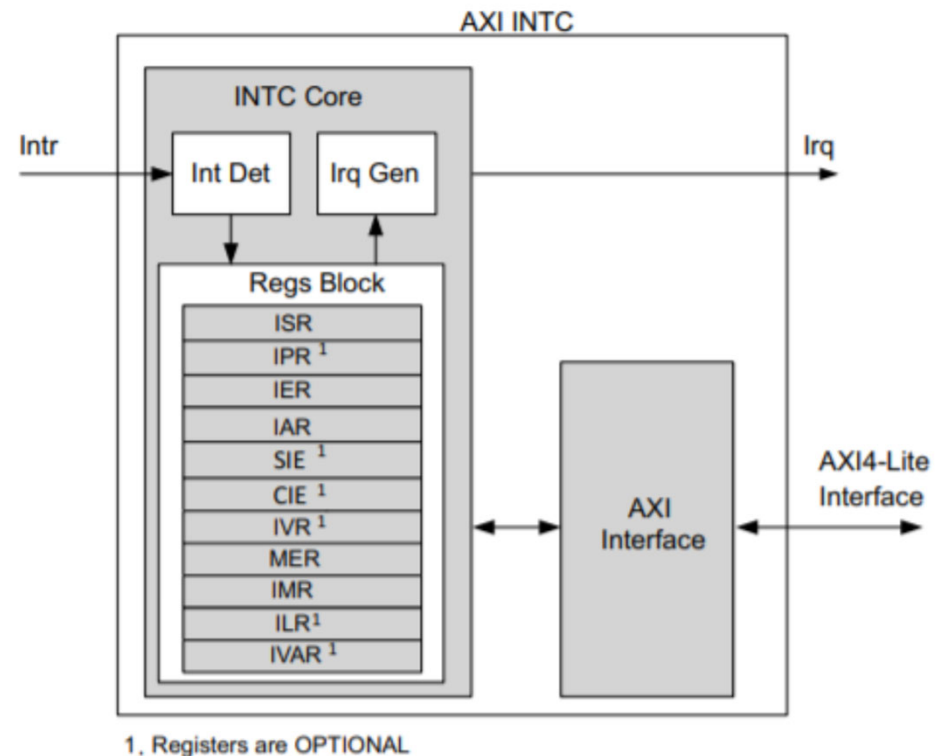 AXI INTC
INTC Core
Intr
Int Det
Irq Gen
Irq
Regs Block
ISR
IPR 1
IER
IAR
SIE 1
CIE 1
IVR 1
MER
IMR
ILR1
IVAR 1
AXI
Interface
AXI4-Lite
Interface
1, Registers are OPTIONAL